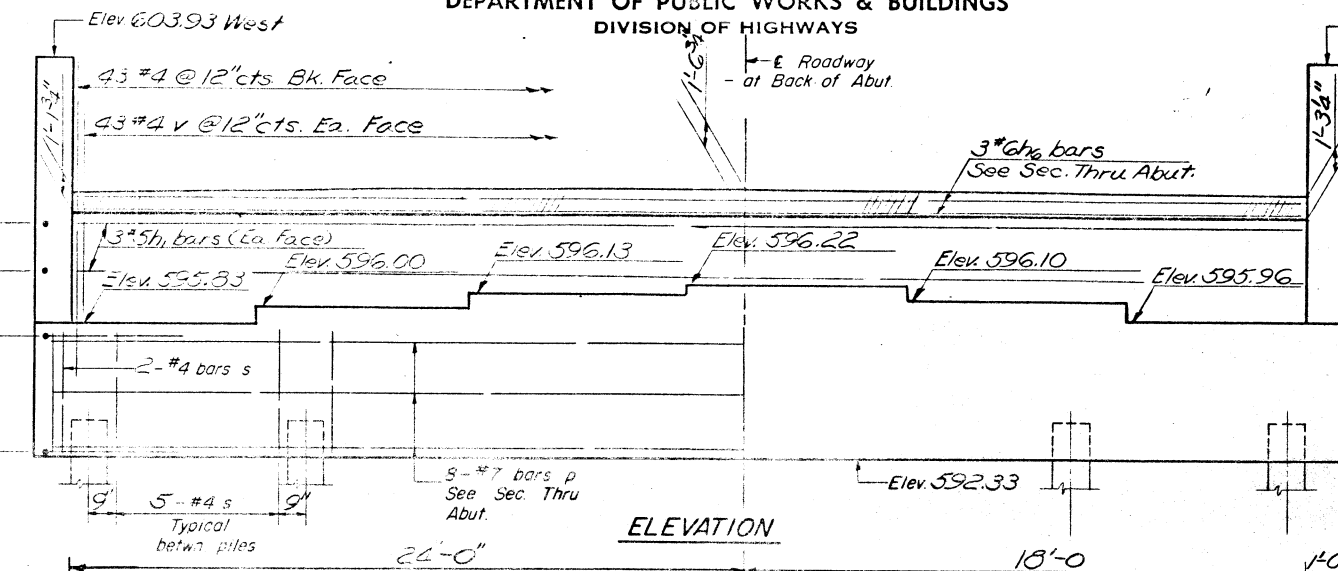 DEPARTMENT OF PUBLIC WORKS & BUILDINGS
DIVISION OF HIGHWAYS
Elev. 603.93 West
1'-6¾"
℄ Roadway
at Back of Abut.
43 #4 @ 12"cts. Bk. Face
43 #4 v @ 12"cts. Ea. Face
1'-1¾"
1'-3¼"
3 #6h₆ bars
See Sec. Thru Abut.
3 #5h₁ bars (Ea. Face)
Elev. 595.83
Elev. 596.00
Elev. 596.13
Elev. 596.22
Elev. 596.10
Elev. 595.96
2-#4 bars s
8-#7 bars p
See Sec. Thru
Abut.
Elev. 592.33
9" 5-#4 s 9"
Typical
betwn piles
ELEVATION
24'-0" 18'-0